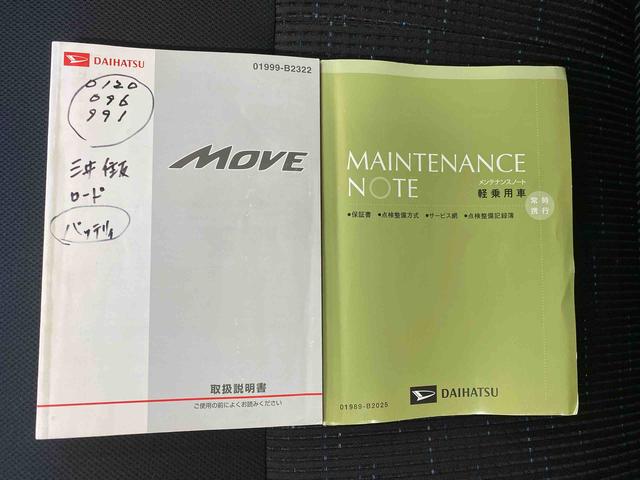 DAIHATSU
01999-B2322
0120
096
991
三井住友
ロード
バッテリィ
MOVE
取扱説明書
ご使用の前によくお読みください
MAINTENANCE
NOTE
メンテナンスノート
軽乗用車
常時
携行
●保証書 ●点検整備方式 ●サービス網 ●点検整備記録簿
01989-B2025
DAIHATSU